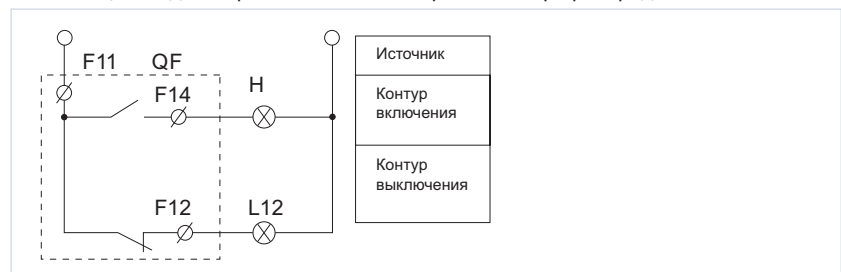 F11 QF
F14
H
F12
L12
Источник
Контур
включения
Контур
выключения